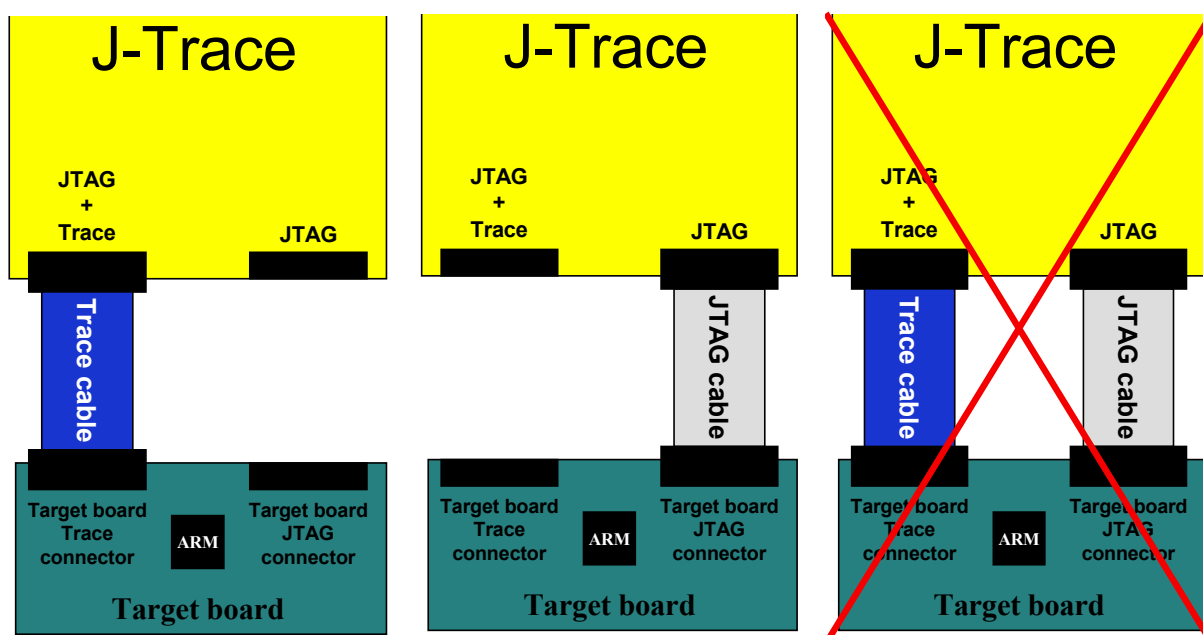 J-Trace
JTAG
+
Trace
JTAG
Trace cable
Target board
Trace
connector
ARM
Target board
JTAG
connector
Target board
J-Trace
JTAG
+
Trace
JTAG
JTAG cable
Target board
Trace
connector
ARM
Target board
JTAG
connector
Target board
J-Trace
JTAG
+
Trace
JTAG
Trace cable
JTAG cable
Target board
Trace
connector
ARM
Target board
JTAG
connector
Target board